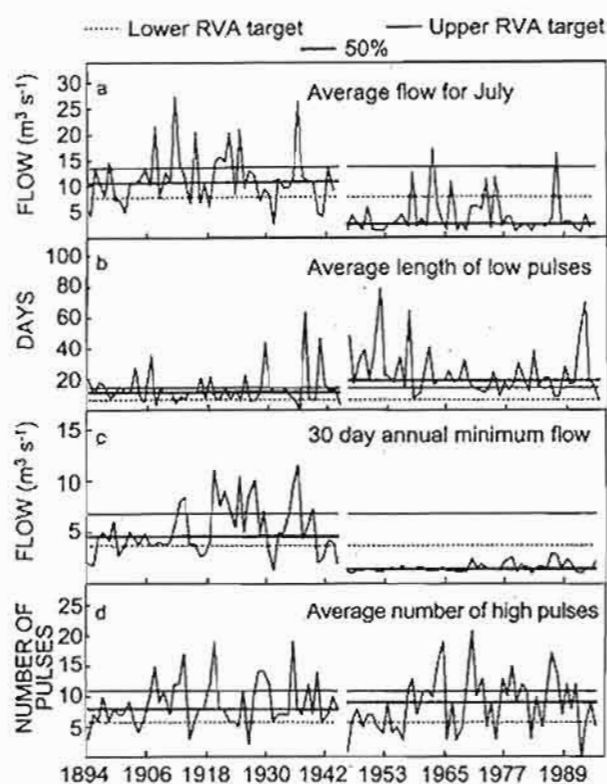 Lower RVA target Upper RVA target
50%
a Average flow for July
FLOW (m³ s⁻¹)
30
25
20
15
10
5
b Average length of low pulses
DAYS
100
80
60
40
20
c 30 day annual minimum flow
FLOW (m³ s⁻¹)
15
10
5
d Average number of high pulses
NUMBER OF
PULSES
25
20
15
10
5
1894 1906 1918 1930 1942 1953 1965 1977 1989